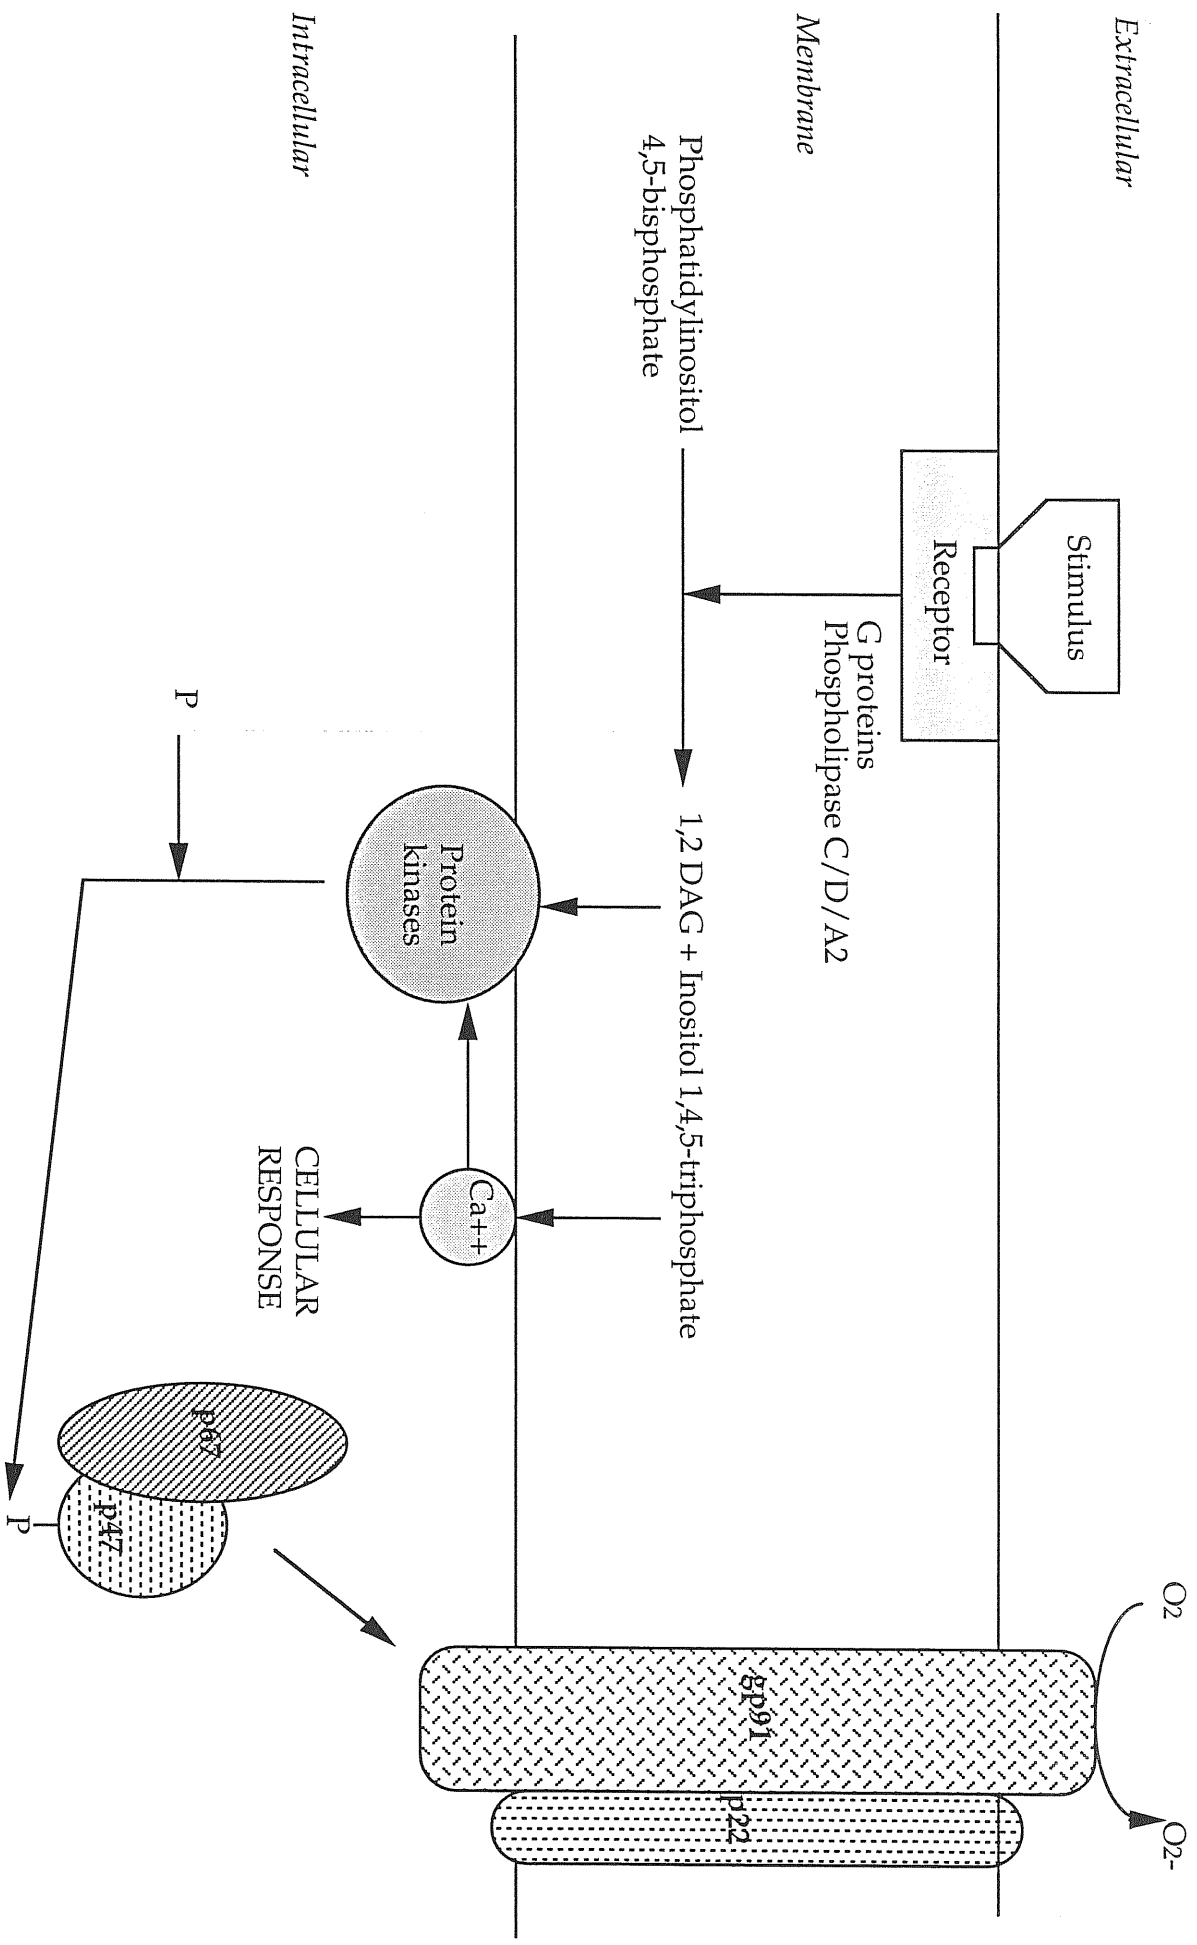 Extracellular
Stimulus
O2
O2-
Receptor
Membrane
G proteins
Phospholipase C/D/A2
Phosphatidylinositol
4,5-bisphosphate
1,2 DAG + Inositol 1,4,5-triphosphate
gp91
p22
Protein
kinases
Ca++
Intracellular
CELLULAR
RESPONSE
P
p67
p47
P